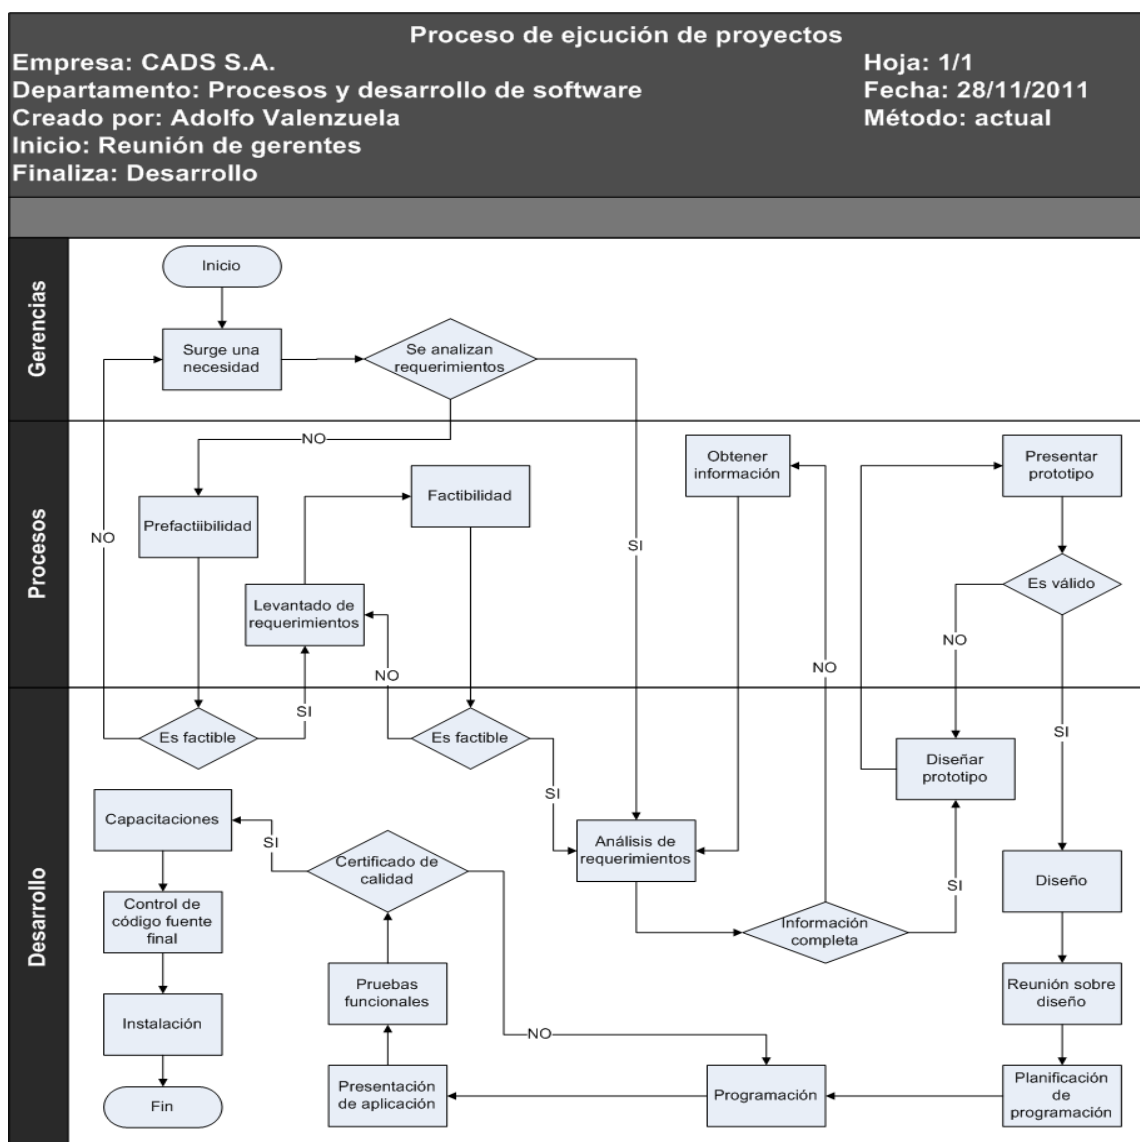 Proceso de ejcución de proyectos
Empresa: CADS S.A.
Hoja: 1/1
Departamento: Procesos y desarrollo de software
Fecha: 28/11/2011
Creado por: Adolfo Valenzuela
Método: actual
Inicio: Reunión de gerentes
Finaliza: Desarrollo
Gerencias
Inicio
Surge una
necesidad
Se analizan
requerimientos
Procesos
NO
Obtener
información
Presentar
prototipo
Factibilidad
Prefactiibilidad
NO
SI
Es válido
Levantado de
requerimientos
NO
NO
NO
Desarrollo
SI
SI
Es factible
Es factible
Diseñar
prototipo
SI
Capacitaciones
SI
Análisis de
requerimientos
Certificado de
calidad
Diseño
SI
Control de
código fuente
final
Información
completa
Pruebas
funcionales
Reunión sobre
diseño
Instalación
NO
Presentación
de aplicación
Programación
Planificación
de
programación
Fin